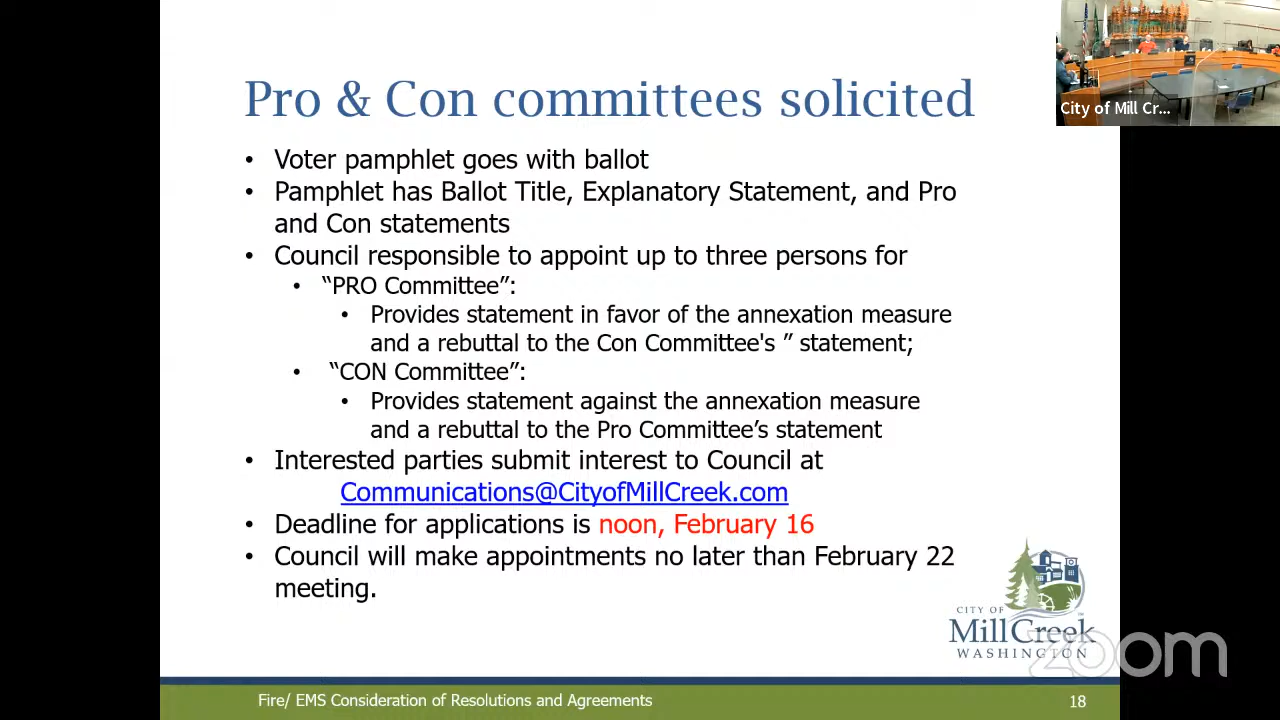 Pro & Con committees solicited
City of Mill Cr...
• Voter pamphlet goes with ballot
• Pamphlet has Ballot Title, Explanatory Statement, and Pro
and Con statements
• Council responsible to appoint up to three persons for
• “PRO Committee”:
• Provides statement in favor of the annexation measure
and a rebuttal to the Con Committee's ” statement;
• “CON Committee”:
• Provides statement against the annexation measure
and a rebuttal to the Pro Committee’s statement
• Interested parties submit interest to Council at
Communications@CityofMillCreek.com
• Deadline for applications is noon, February 16
• Council will make appointments no later than February 22
meeting.
CITY OF
Mill Creek
WASHINGTON
zoom
Fire/ EMS Consideration of Resolutions and Agreements
18